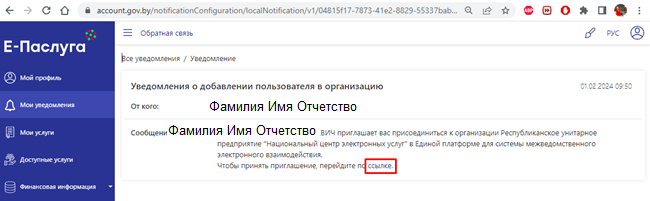 account.gov.by/notificationConfiguration/localNotification/v1/04815f17-7873-41e2-8829-55337bab...
ABP
Е-Паслуга
Обратная связь
РУС
Все уведомления / Уведомление
Мой профиль
Мои уведомления
Мои услуги
Доступные услуги
Финансовая информация
Уведомления о добавлении пользователя в организацию
01.02.2024 09:50
От кого:
Фамилия Имя Отчетство
Сообщени
Фамилия Имя Отчетство
ВИЧ приглашает вас присоединиться к организации Республиканское унитарное
предприятие "Национальный центр электронных услуг" в Единой платформе для системы межведомственного
электронного взаимодействия.
Чтобы принять приглашение, перейдите по ссылке.